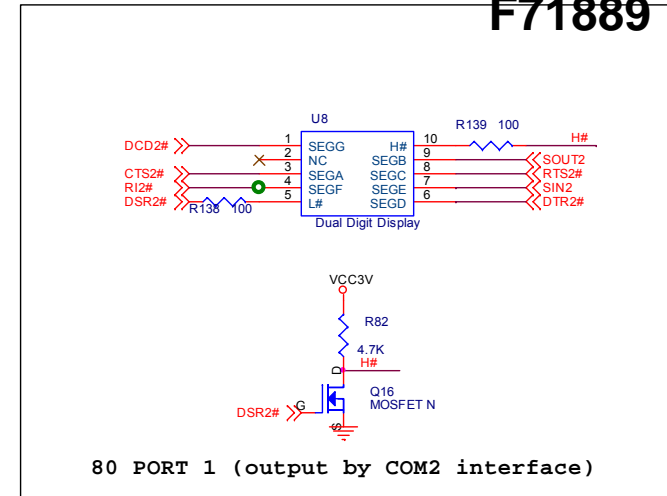 F71889
U8
R139 100
H#
DCD2# 1 SEGG H# 10
2 NC SEGB 9 SOUT2
CTS2# 3 SEGA SEGC 8 RTS2#
RI2# 4 SEGF SEGE 7 SIN2
DSR2# R138 100 5 L# SEGD 6 DTR2#
Dual Digit Display
VCC3V
R82
4.7K
D H#
Q16
MOSFET N
DSR2# G
S
80 PORT 1 (output by COM2 interface)